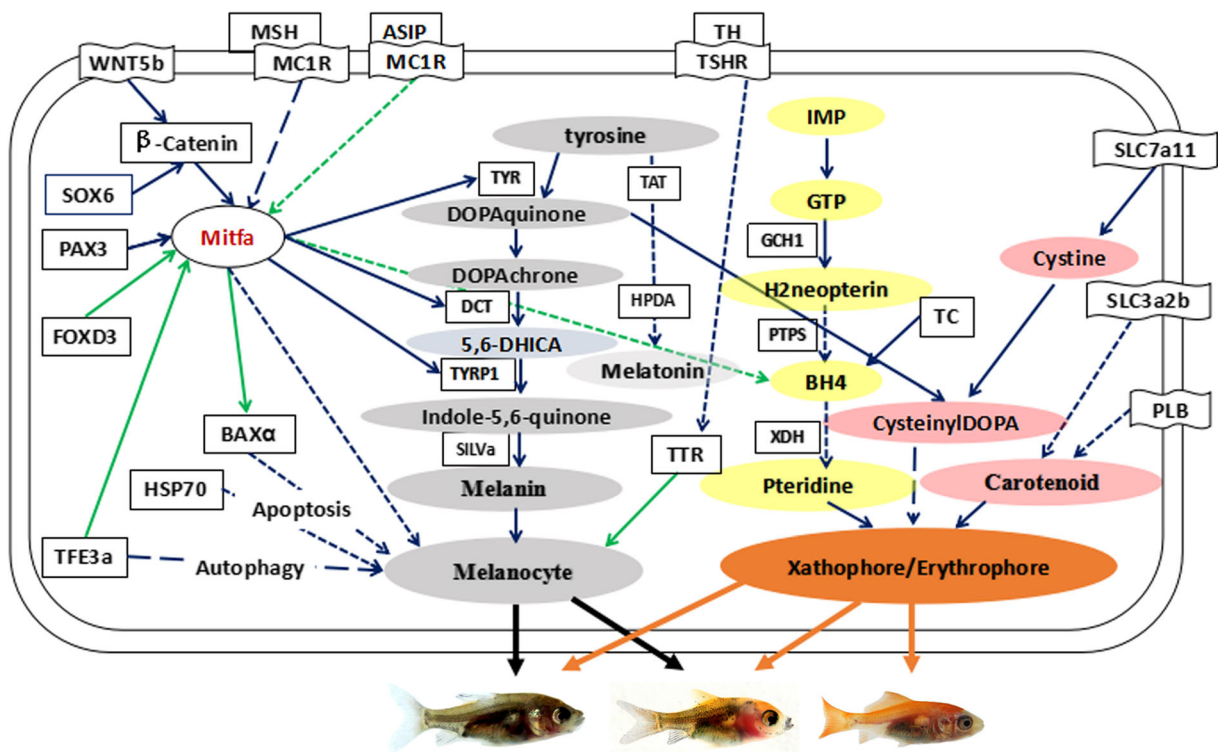 MSH
ASIP
TH
WNT5b
MC1R
MC1R
TSHR
IMP
tyrosine
β-Catenin
SLC7a11
TYR
TAT
SOX6
GTP
DOPAquinone
Mitfa
GCH1
PAX3
Cystine
DOPAchrone
H2neopterin
HPDA
SLC3a2b
DCT
TC
FOXD3
PTPS
5,6-DHICA
Melatonin
TYRP1
BH4
Indole-5,6-quinone
CysteinylDOPA
PLB
BAXα
XDH
SILVa
TTR
HSP70
Melanin
Pteridine
Carotenoid
Apoptosis
TFE3a
Autophagy
Melanocyte
Xathophore/Erythrophore